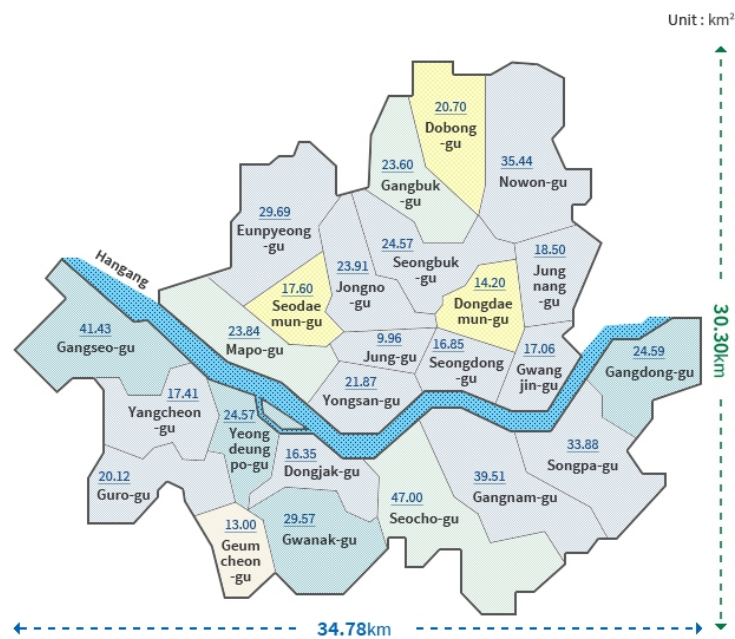 Unit : km²
20.70
Dobong
-gu
35.44
Nowon-gu
23.60
Gangbuk
-gu
29.69
Eunpyeong
-gu
24.57
Seongbuk
-gu
18.50
Jung
nang
-gu
23.91
Jongno
-gu
17.60
Seodae
mun-gu
14.20
Dongdae
mun-gu
Hangang
41.43
Gangseo-gu
23.84
Mapo-gu
9.96
Jung-gu
16.85
Seongdong
-gu
17.06
Gwang
jin-gu
24.59
Gangdong-gu
30.30km
21.87
Yongsan-gu
17.41
Yangcheon
-gu
24.57
Yeong
deung
po-gu
16.35
Dongjak-gu
33.88
Songpa-gu
20.12
Guro-gu
39.51
Gangnam-gu
47.00
Seocho-gu
29.57
Gwanak-gu
13.00
Geum
cheon
-gu
34.78km